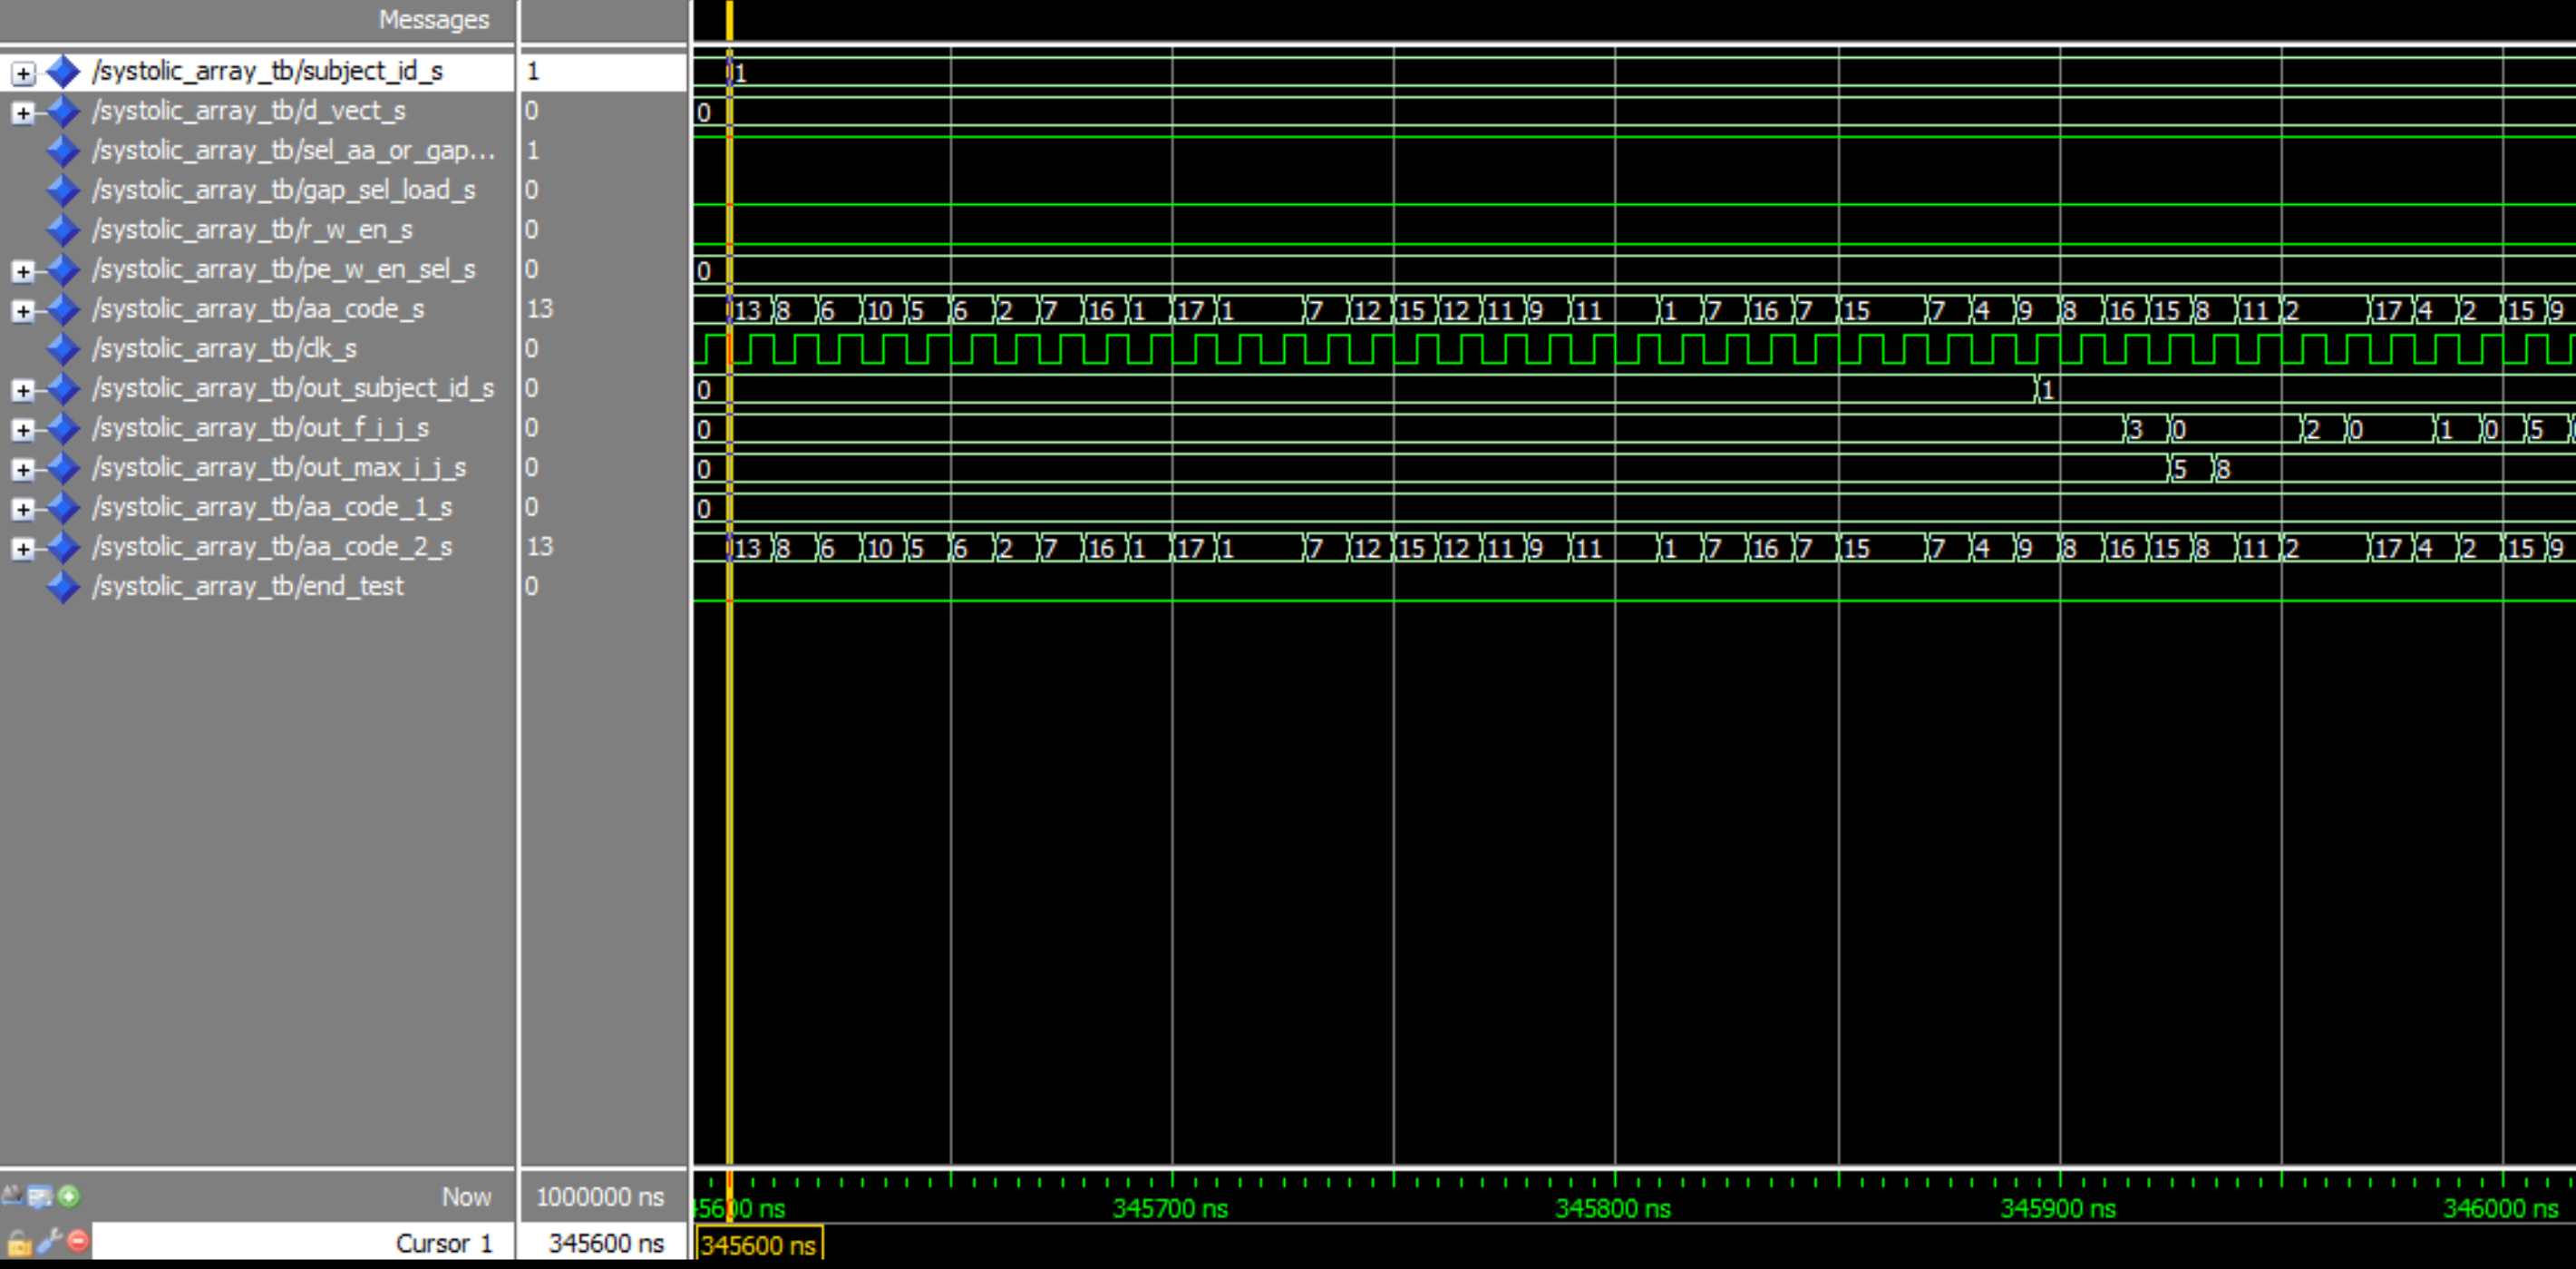 Messages
/systolic_array_tb/subject_id_s 1 1
/systolic_array_tb/d_vect_s 0 0
/systolic_array_tb/sel_aa_or_gap... 1
/systolic_array_tb/gap_sel_load_s 0
/systolic_array_tb/r_w_en_s 0
/systolic_array_tb/pe_w_en_sel_s 0 0
/systolic_array_tb/aa_code_s 13 13 8 6 10 5 6 2 7 16 1 17 1 7 12 15 12 11 9 11 1 7 16 7 15 7 4 9 8 16 15 8 11 2 17 4 2 15 9
/systolic_array_tb/clk_s 0
/systolic_array_tb/out_subject_id_s 0 0 1
/systolic_array_tb/out_f_i_j_s 0 0 3 0 2 0 1 0 5
/systolic_array_tb/out_max_i_j_s 0 0 5 8
/systolic_array_tb/aa_code_1_s 0 0
/systolic_array_tb/aa_code_2_s 13 13 8 6 10 5 6 2 7 16 1 17 1 7 12 15 12 11 9 11 1 7 16 7 15 7 4 9 8 16 15 8 11 2 17 4 2 15 9
/systolic_array_tb/end_test 0
Now 1000000 ns 45600 ns 345700 ns 345800 ns 345900 ns 346000 ns
Cursor 1 345600 ns 345600 ns